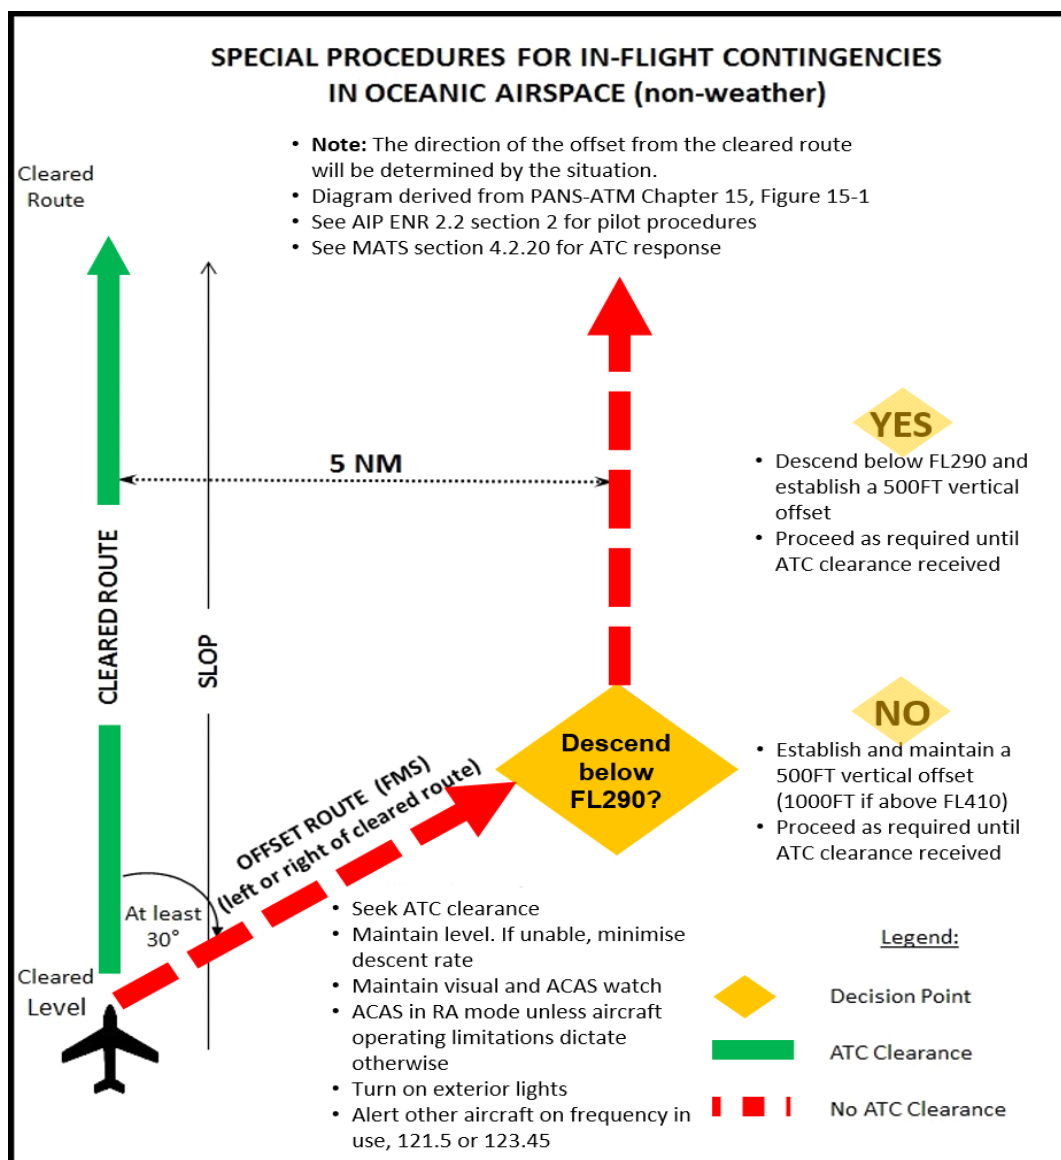 SPECIAL PROCEDURES FOR IN-FLIGHT CONTINGENCIES
IN OCEANIC AIRSPACE (non-weather)
• Note: The direction of the offset from the cleared route
will be determined by the situation.
• Diagram derived from PANS-ATM Chapter 15, Figure 15-1
• See AIP ENR 2.2 section 2 for pilot procedures
• See MATS section 4.2.20 for ATC response
Cleared
Route
5 NM
CLEARED ROUTE
SLOP
YES
• Descend below FL290 and
establish a 500FT vertical
offset
• Proceed as required until
ATC clearance received
NO
• Establish and maintain a
500FT vertical offset
(1000FT if above FL410)
• Proceed as required until
ATC clearance received
Descend
below
FL290?
OFFSET ROUTE (FMS)
(left or right of cleared route)
At least
30°
Cleared
Level
• Seek ATC clearance
• Maintain level. If unable, minimise
descent rate
• Maintain visual and ACAS watch
• ACAS in RA mode unless aircraft
operating limitations dictate
otherwise
• Turn on exterior lights
• Alert other aircraft on frequency in
use, 121.5 or 123.45
Legend:
Decision Point
ATC Clearance
No ATC Clearance